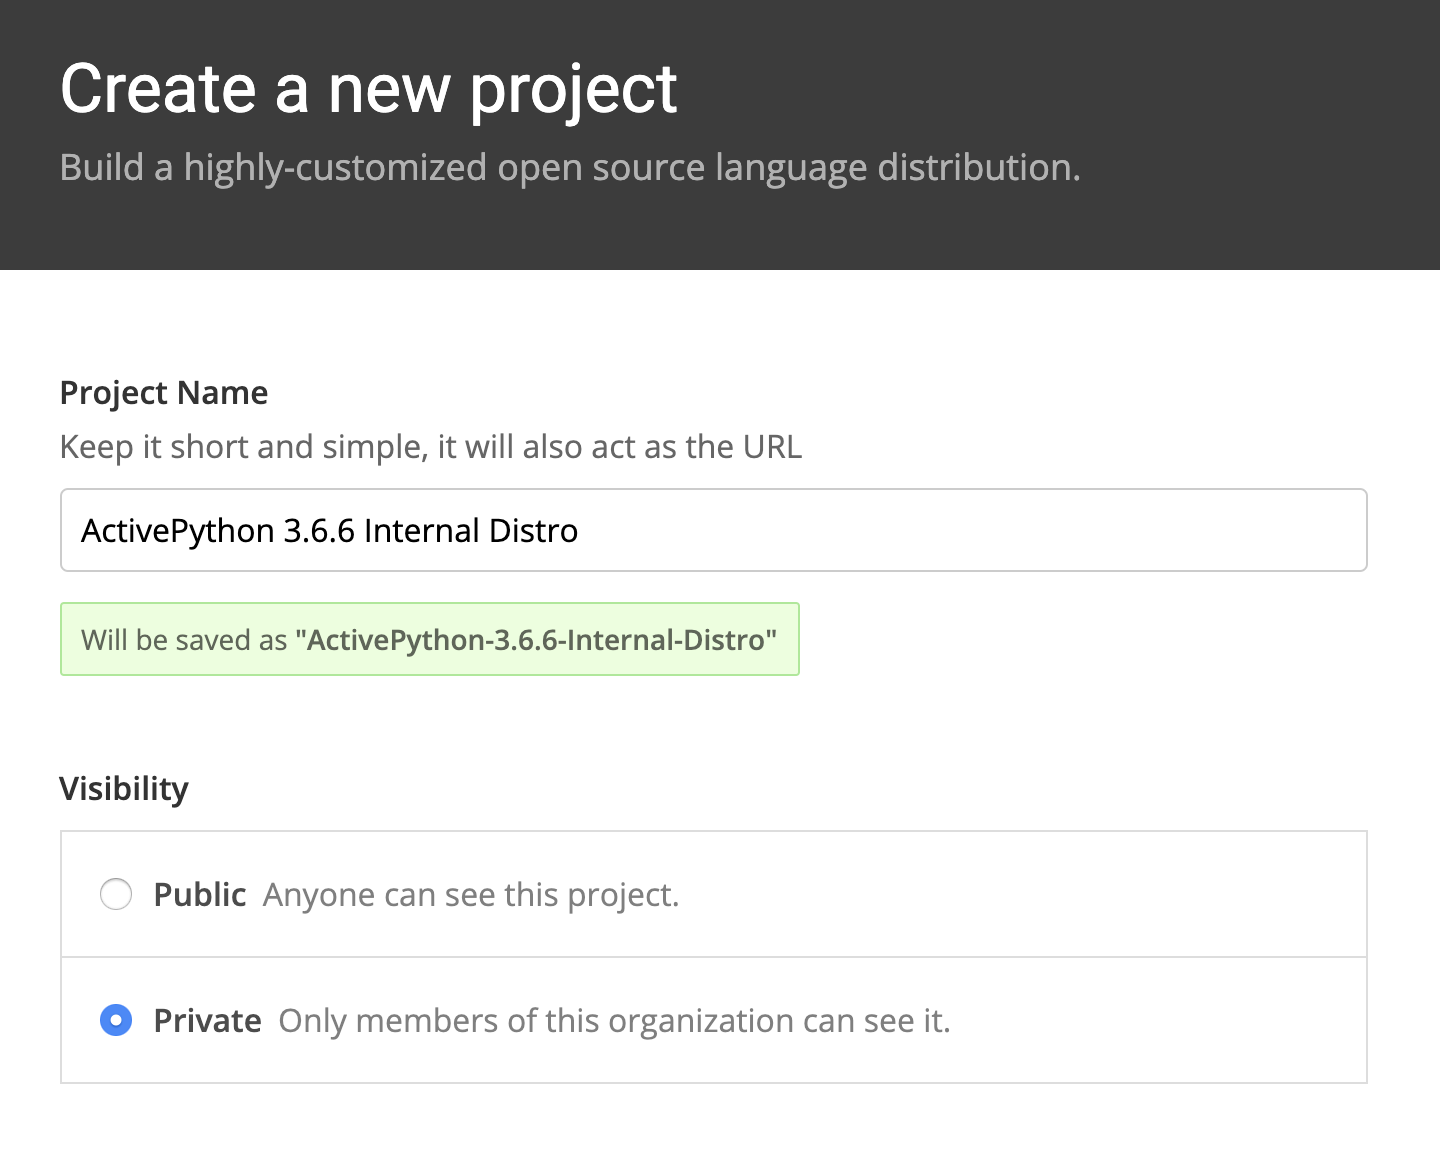 Create a new project
Build a highly-customized open source language distribution.
Project Name
Keep it short and simple, it will also act as the URL
ActivePython 3.6.6 Internal Distro
Will be saved as "ActivePython-3.6.6-Internal-Distro"
Visibility
Public Anyone can see this project.
Private Only members of this organization can see it.